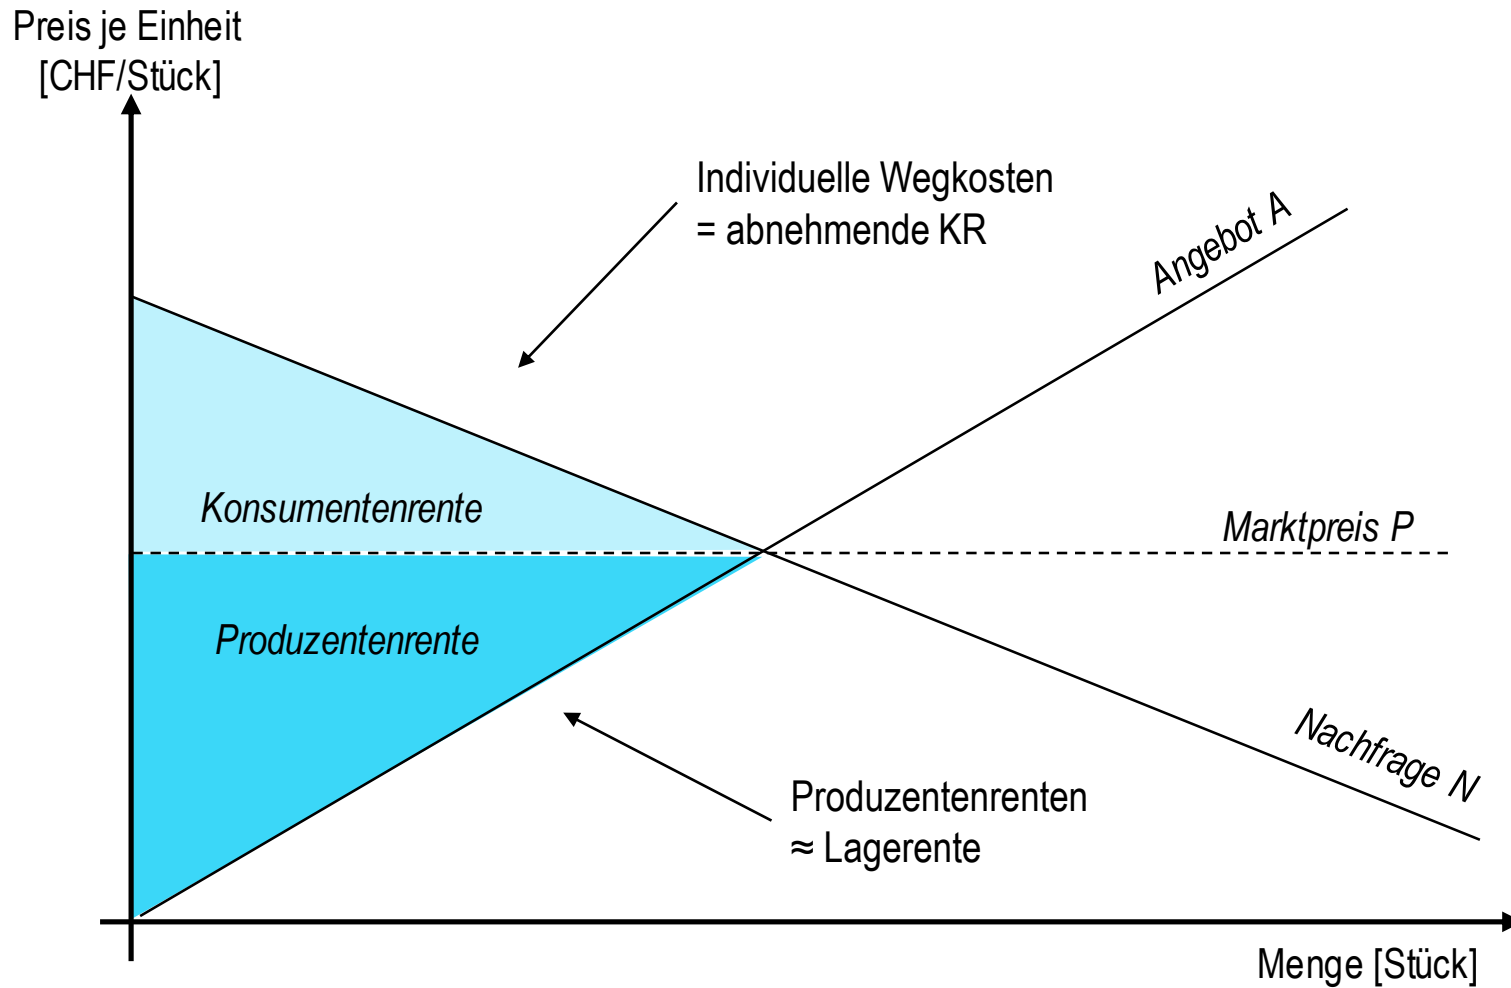 Preis je Einheit
[CHF/Stück]
Individuelle Wegkosten
= abnehmende KR
Angebot A
Konsumentenrente
Marktpreis P
Produzentenrente
Nachfrage N
Produzentenrenten
≈ Lagerente
Menge [Stück]